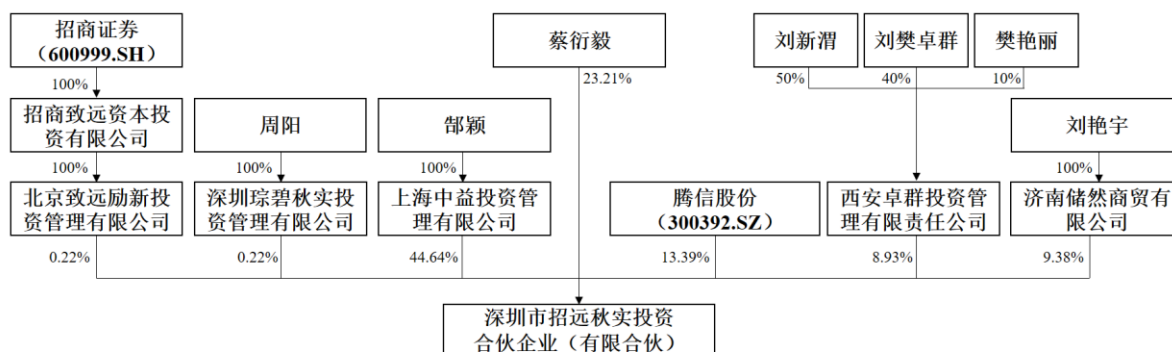 招商证券
（600999.SH）
蔡衍毅
刘新渭
刘樊卓群
樊艳丽
100%
23.21%
50%
40%
10%
招商致远资本投
资有限公司
周阳
郜颖
刘艳宇
100%
100%
100%
100%
北京致远励新投
资管理有限公司
深圳琮碧秋实投
资管理有限公司
上海中益投资管
理有限公司
腾信股份
（300392.SZ）
西安卓群投资管
理有限责任公司
济南储然商贸有
限公司
0.22%
0.22%
44.64%
13.39%
8.93%
9.38%
深圳市招远秋实投资
合伙企业（有限合伙）